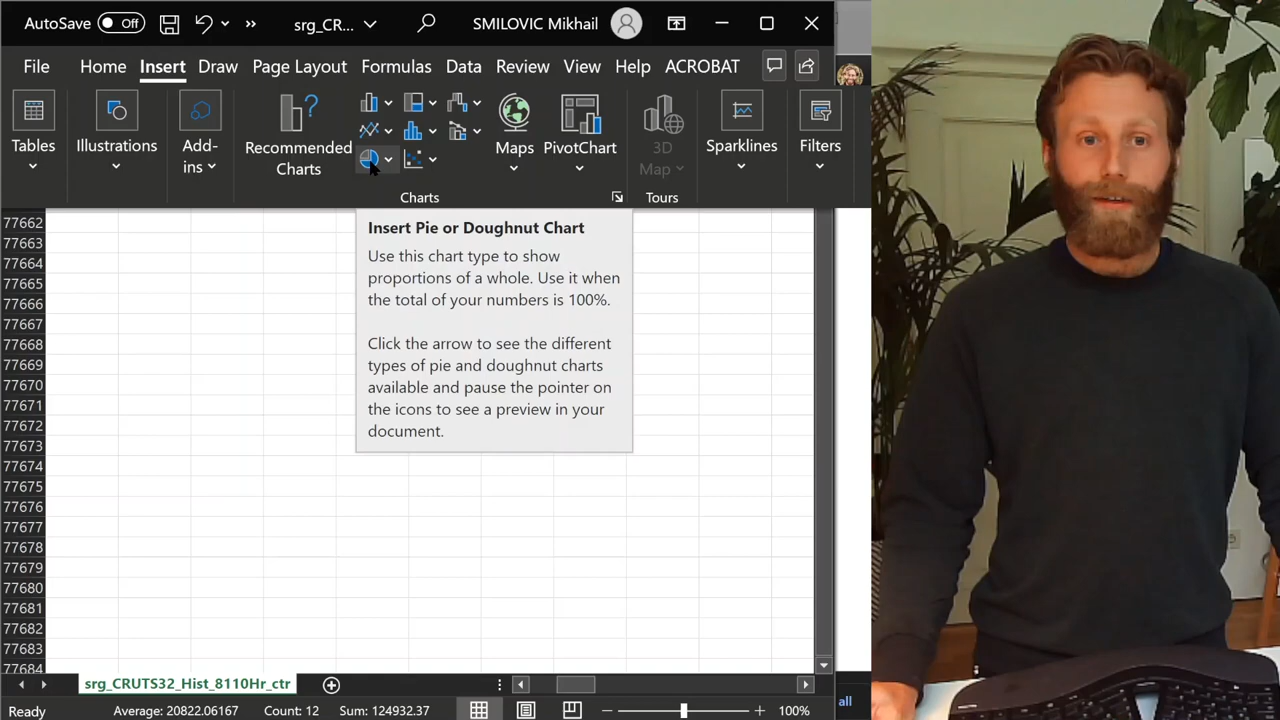 AutoSave Off srg_CR... SMILOVIC Mikhail
File Home Insert Draw Page Layout Formulas Data Review View Help ACROBAT
Tables
Illustrations
Add-
ins
Recommended
Charts
Maps
PivotChart
3D
Map
Sparklines
Filters
Charts
Tours
Insert Pie or Doughnut Chart
Use this chart type to show
proportions of a whole. Use it when
the total of your numbers is 100%.
Click the arrow to see the different
types of pie and doughnut charts
available and pause the pointer on
the icons to see a preview in your
document.
77662
77663
77664
77665
77666
77667
77668
77669
77670
77671
77672
77673
77674
77675
77676
77677
77678
77679
77680
77681
77682
77683
77684
srg_CRUTS32_Hist_8110Hr_ctr
all
Ready Average: 20822.06167 Count: 12 Sum: 124932.37 100%